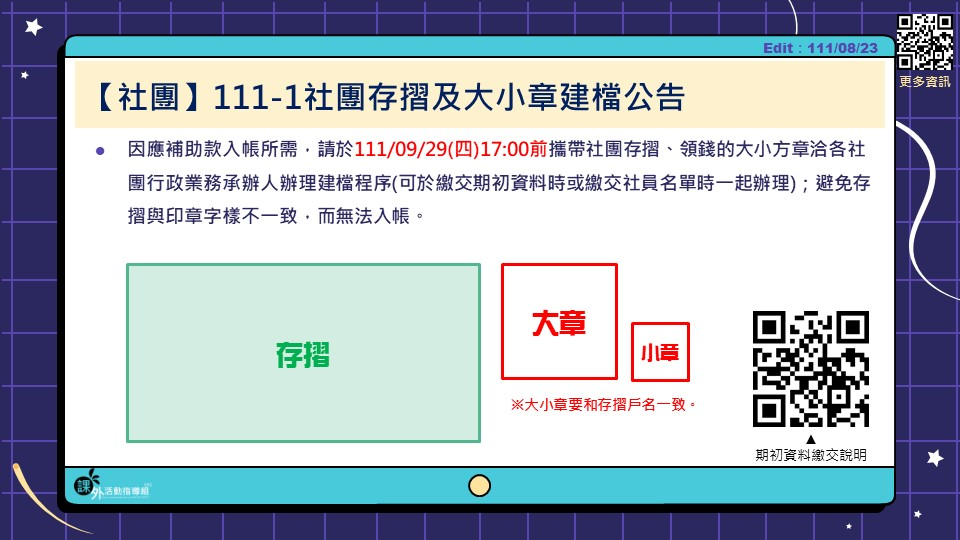 Edit : 111/08/23
更多資訊
【社團】111-1社團存摺及大小章建檔公告
● 因應補助款入帳所需，請於111/09/29(四)17:00前攜帶社團存摺、領錢的大小方章洽各社
團行政業務承辦人辦理建檔程序(可於繳交期初資料時或繳交社員名單時一起辦理)；避免存
摺與印章字樣不一致，而無法入帳。
存摺
大章
小章
※大小章要和存摺戶名一致。
▲
期初資料繳交說明
課外活動指導組